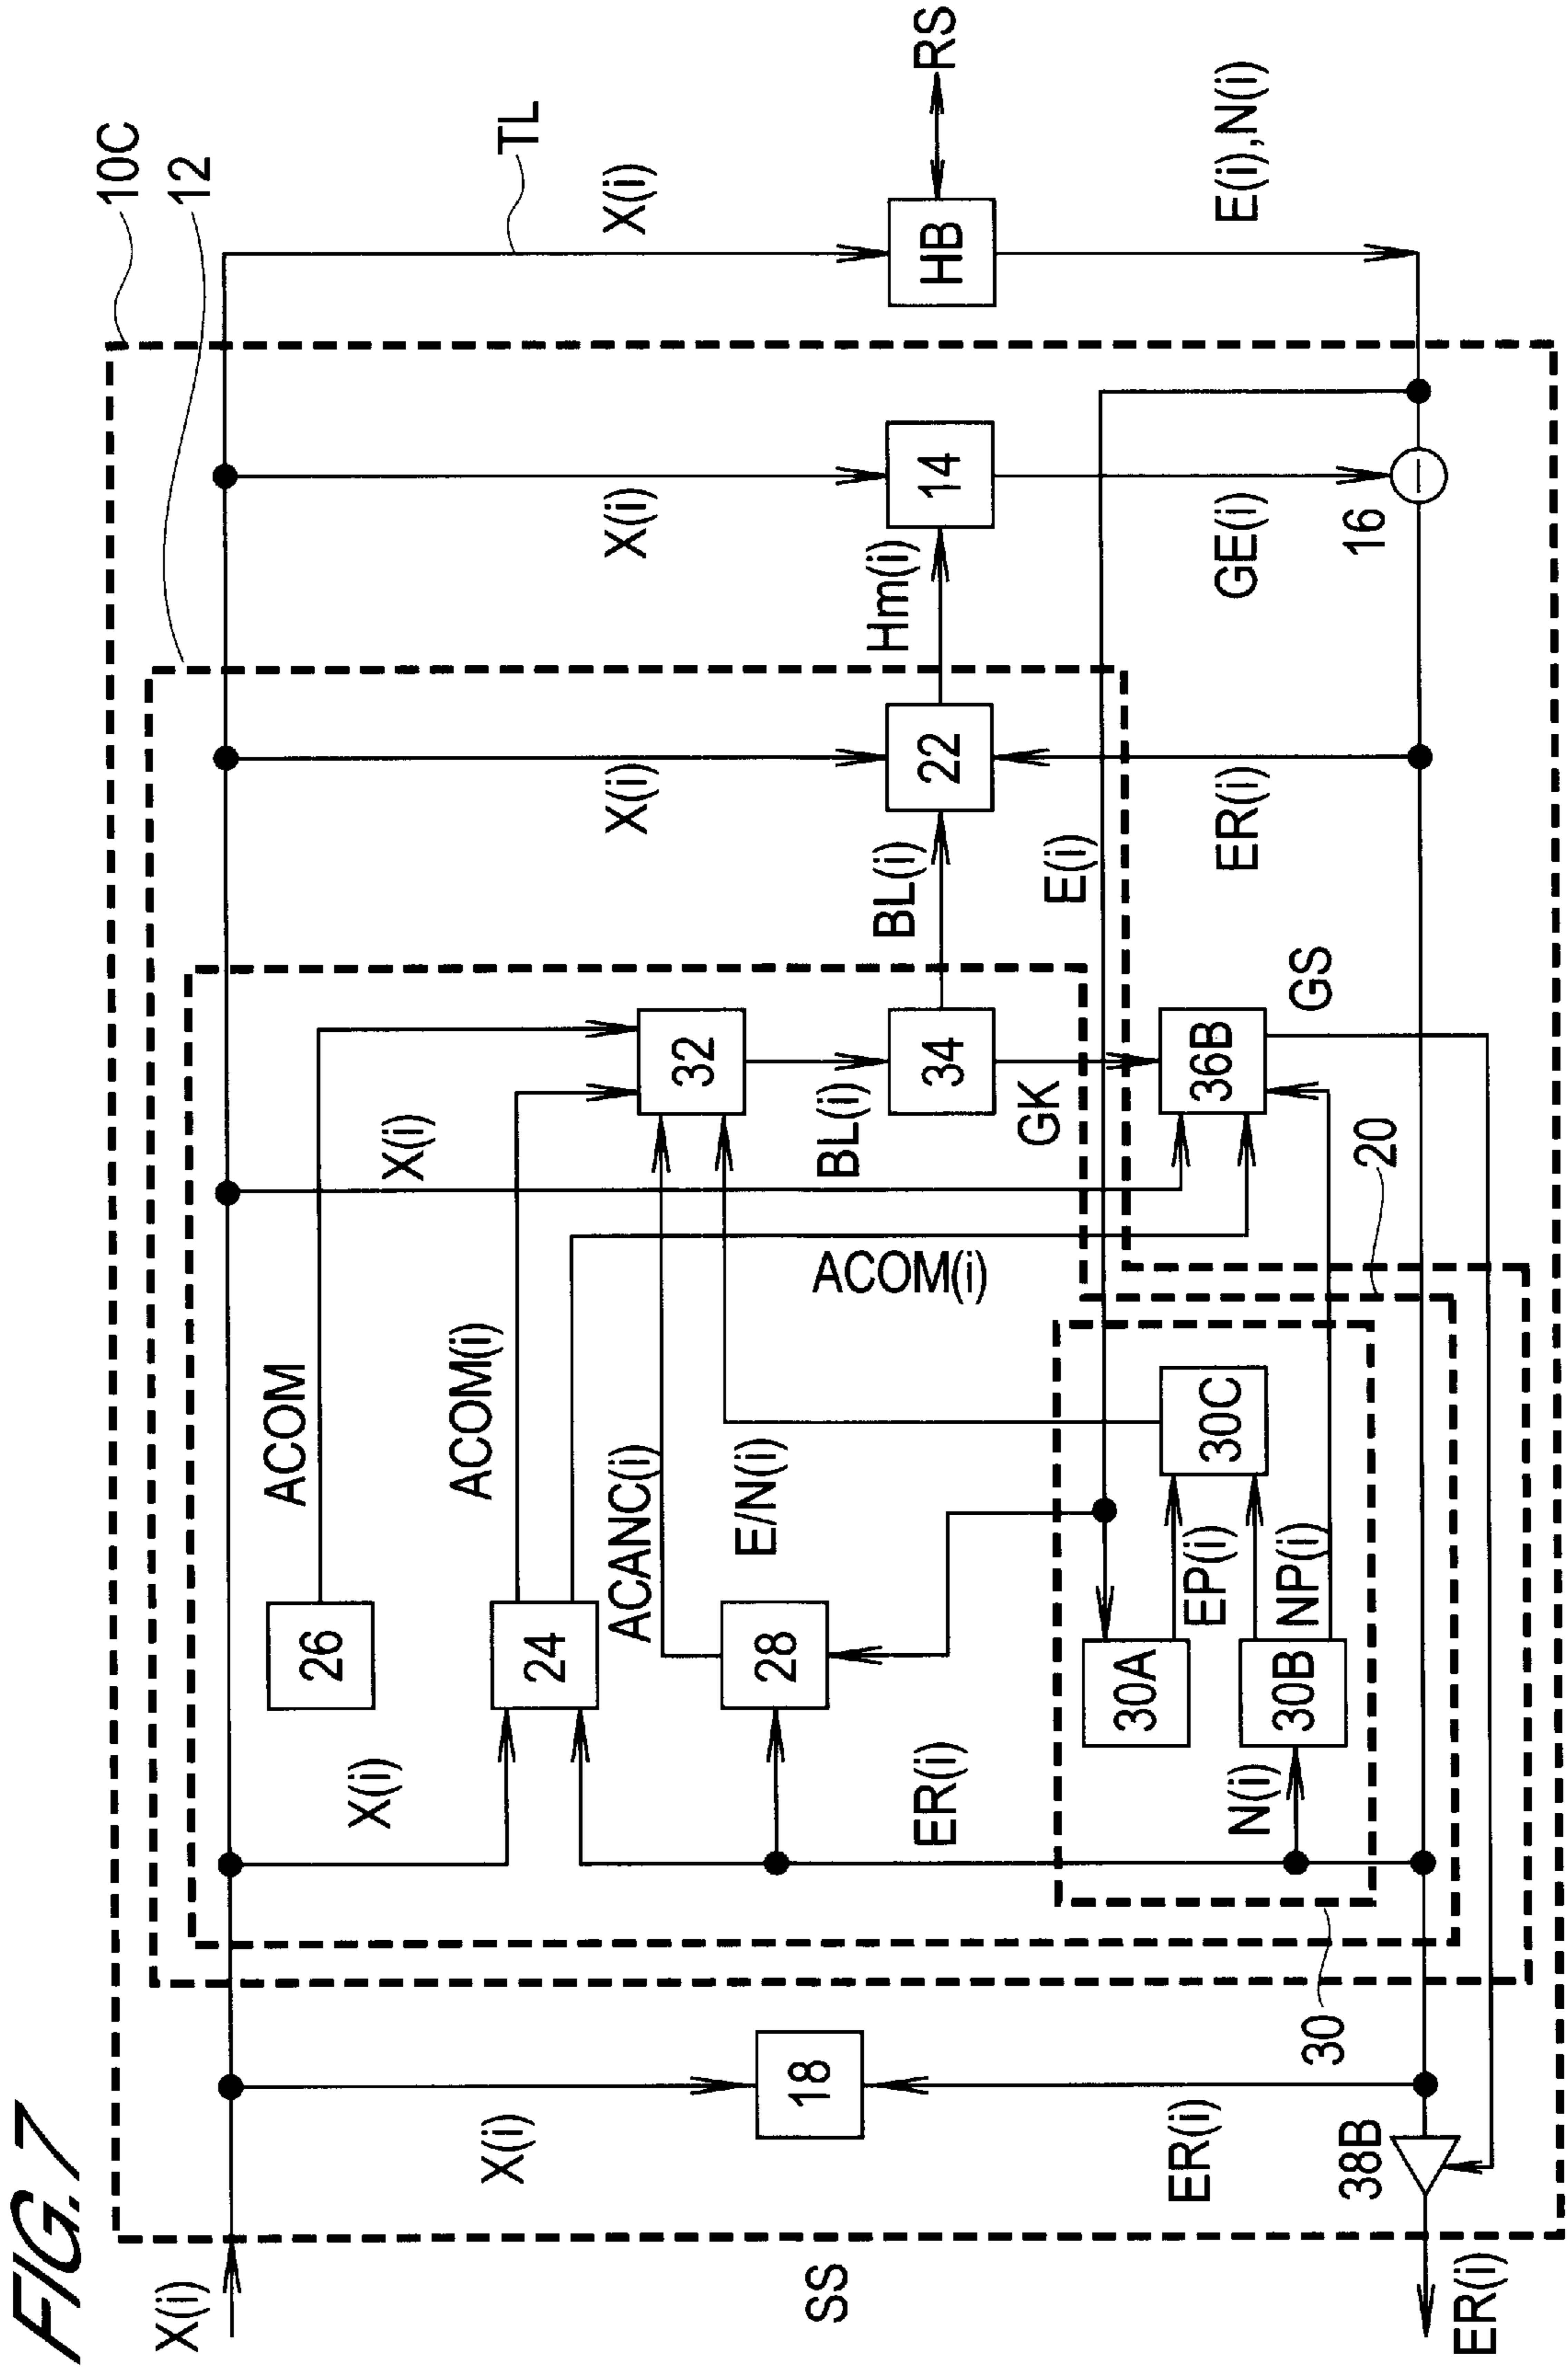 FIG.7
10C
12
X(i)
TL
X(i)
X(i)
X(i)
X(i)
X(i)
X(i)
ACOM
26
ACOM(i)
24
ACANC(i)
28
E/N(i)
32
BL(i)
ACOM(i)
34
BL(i)
22
Hm(i)
14
HB
RS
SS
18
ER(i)
GK
E(i)
30A
EP(i)
30C
36B
GS
ER(i)
GE(i)
E(i),N(i)
N(i)
30B
NP(i)
20
16
30
ER(i)
38B
ER(i)